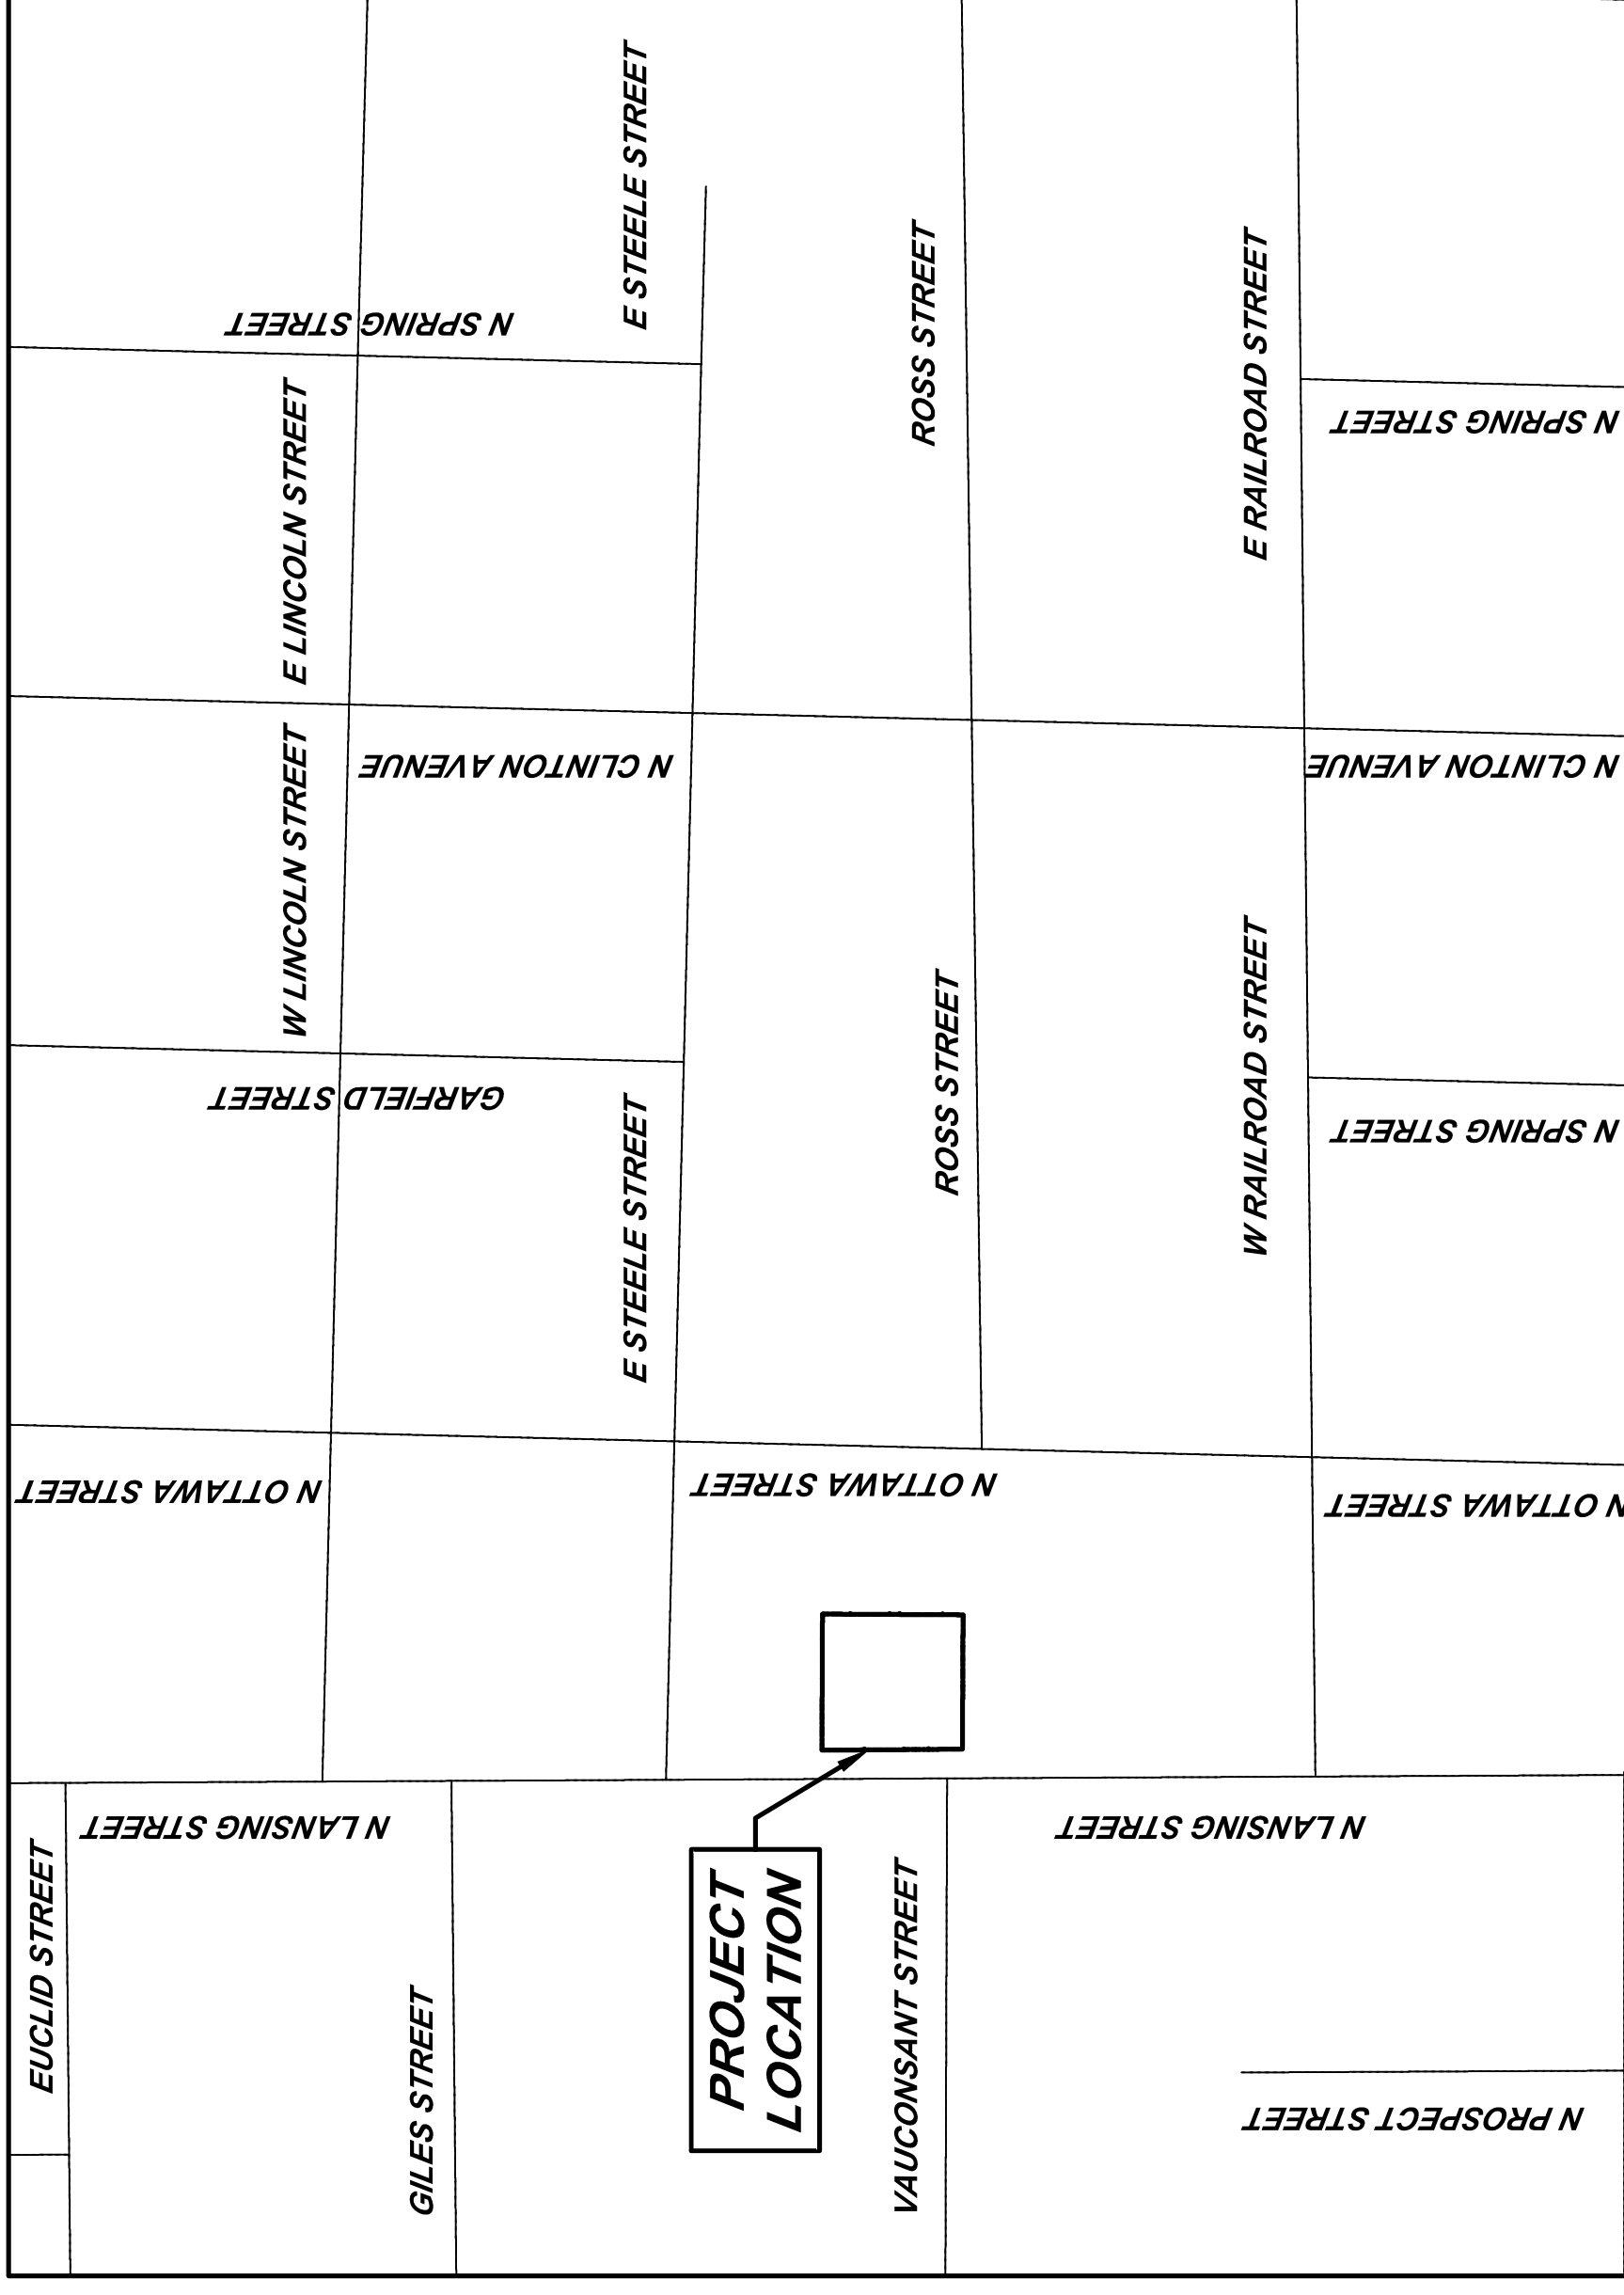 EUCLID STREET
N LANSING STREET
GILES STREET
PROJECT
LOCATION
VAUCONSANT STREET
N LANSING STREET
N PROSPECT STREET
N OTTAWA STREET
N OTTAWA STREET
N OTTAWA STREET
GARFIELD STREET
E STEELE STREET
ROSS STREET
W RAILROAD STREET
N SPRING STREET
W LINCOLN STREET
N CLINTON AVENUE
N CLINTON AVENUE
E LINCOLN STREET
N SPRING STREET
E STEELE STREET
ROSS STREET
E RAILROAD STREET
N SPRING STREET